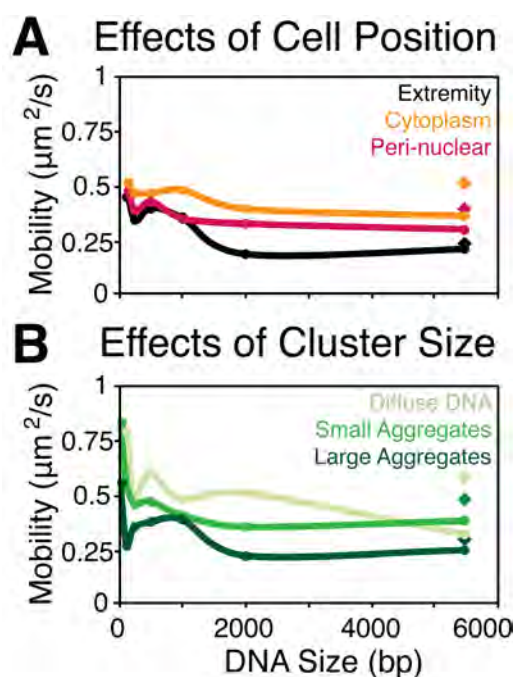 A Effects of Cell Position
1
0.75
0.5
0.25
0
Mobility (μm²/s)
Extremity
Cytoplasm
Peri-nuclear
B Effects of Cluster Size
1
0.75
0.5
0.25
0
Mobility (μm²/s)
Diffuse DNA
Small Aggregates
Large Aggregates
0 2000 4000 6000
DNA Size (bp)